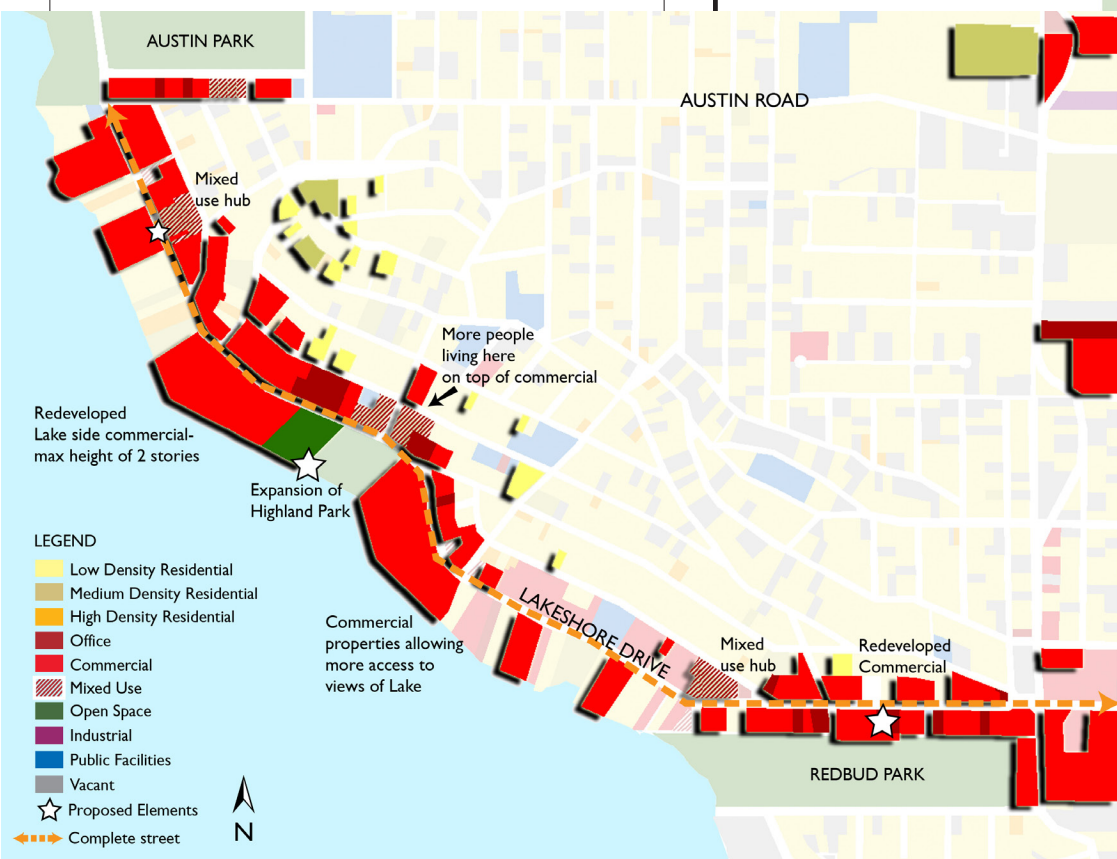 AUSTIN PARK
AUSTIN ROAD
Mixed
use hub
More people
living here
on top of commercial
Redeveloped
Lake side commercial-
max height of 2 stories
Expansion of
Highland Park
LEGEND
Low Density Residential
Medium Density Residential
High Density Residential
Office
Commercial
Mixed Use
Open Space
Industrial
Public Facilities
Vacant
Proposed Elements
Complete street
N
Commercial
properties allowing
more access to
views of Lake
LAKESHORE DRIVE
Mixed
use hub
Redeveloped
Commercial
REDBUD PARK